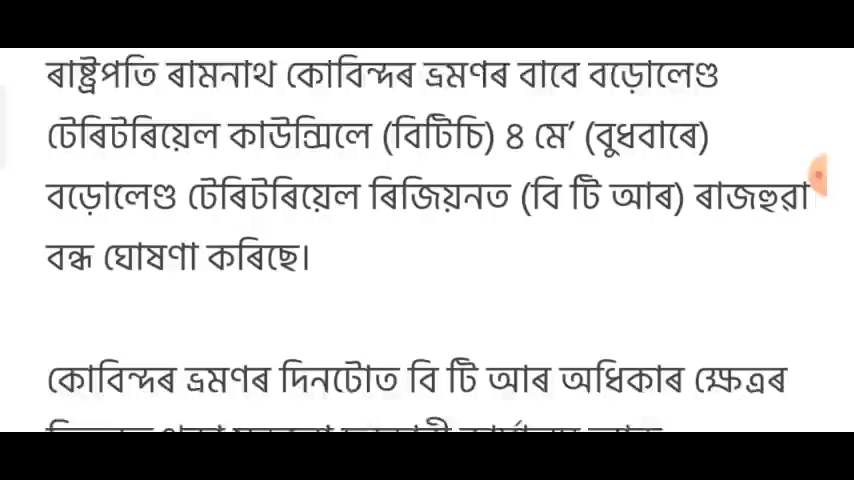 ৰাষ্ট্ৰপতি ৰামনাথ কোবিন্দৰ ভ্ৰমণৰ বাবে বড়োলেণ্ড
টেৰিটৰিয়েল কাউন্সিলে (বিটিচি) ৪ মে’ (বুধবাৰে)
বড়োলেণ্ড টেৰিটৰিয়েল ৰিজিয়নত (বি টি আৰ) ৰাজহুৱা
বন্ধ ঘোষণা কৰিছে।
কোবিন্দৰ ভ্ৰমণৰ দিনটোত বি টি আৰ অধিকাৰ ক্ষেত্ৰৰ